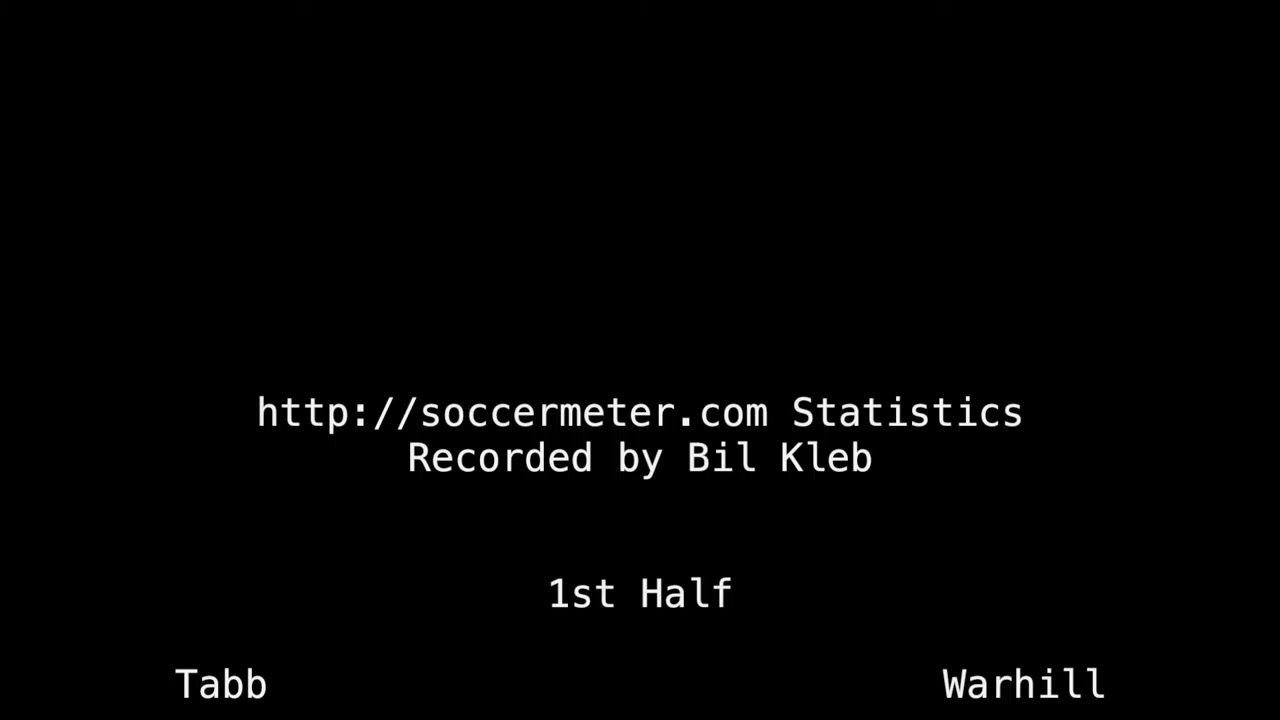 http://soccermeter.com Statistics
Recorded by Bil Kleb
1st Half
Tabb Warhill